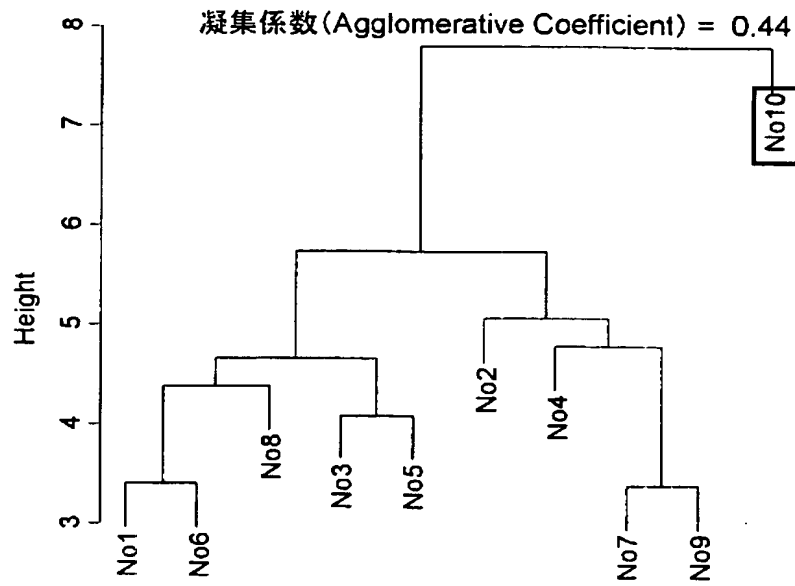 凝集係数(Agglomerative Coefficient) = 0.44
8
7
6
5
4
3
Height
No10
No2
No4
No8
No3
No5
No1
No6
No7
No9